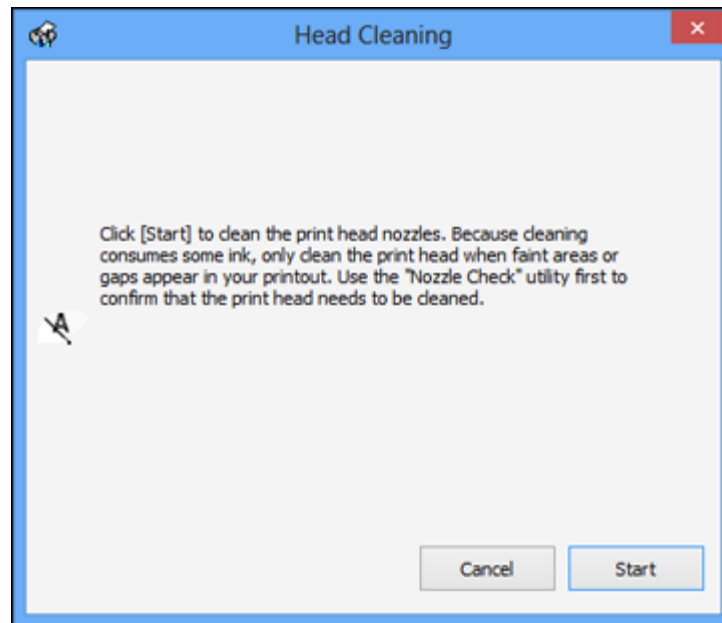 Head Cleaning
Click [Start] to clean the print head nozzles. Because cleaning
consumes some ink, only clean the print head when faint areas or
gaps appear in your printout. Use the "Nozzle Check" utility first to
confirm that the print head needs to be cleaned.
A
Cancel
Start